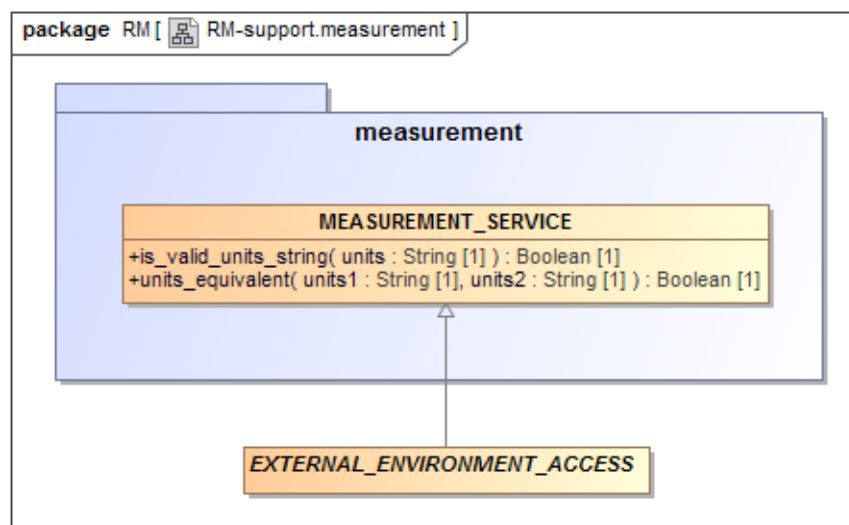 package RM [ RM-support.measurement ]
measurement
MEASUREMENT_SERVICE
+is_valid_units_string( units : String [1] ) : Boolean [1]
+units_equivalent( units1 : String [1], units2 : String [1] ) : Boolean [1]
EXTERNAL_ENVIRONMENT_ACCESS